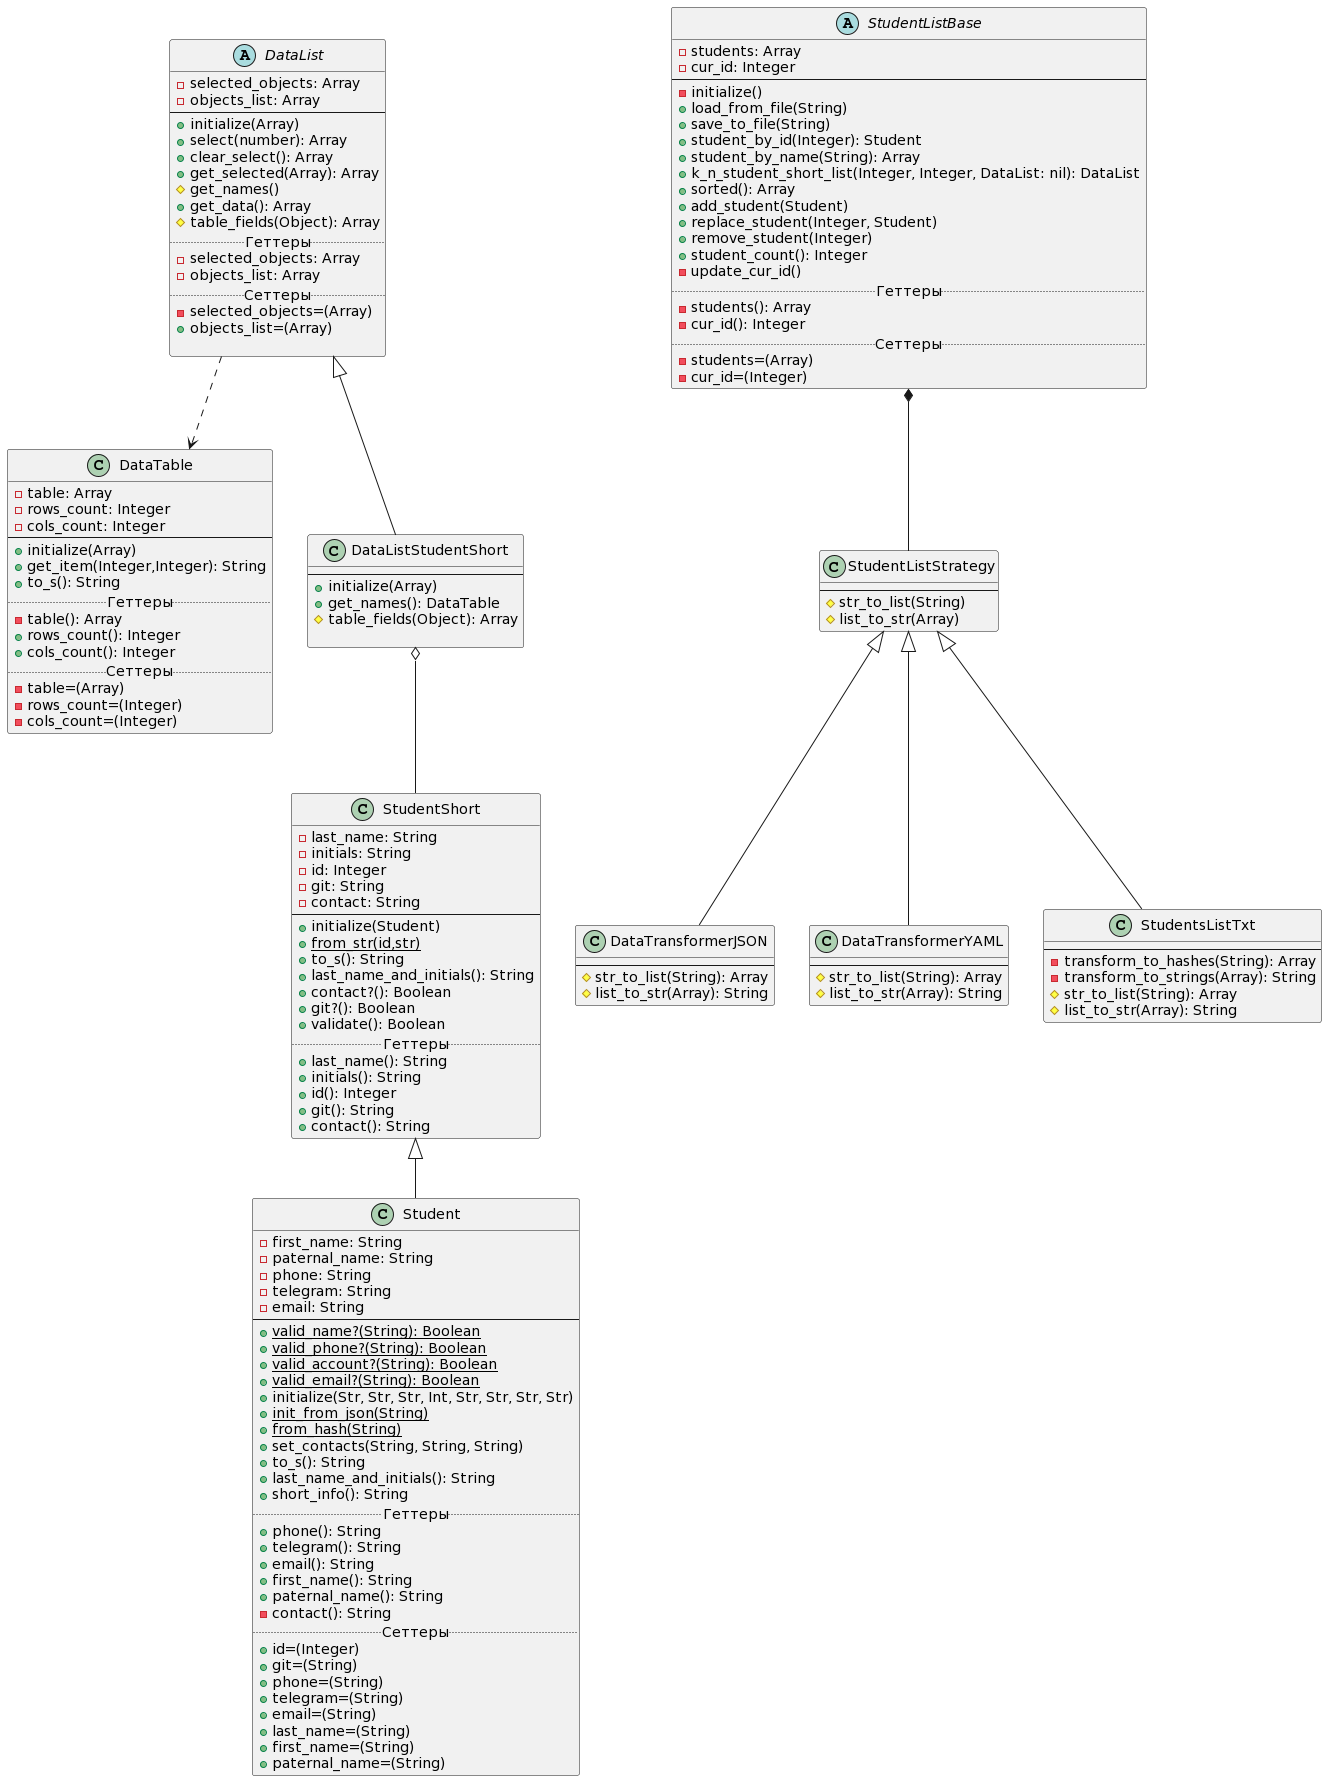 A DataList
selected_objects: Array
objects_list: Array
initialize(Array)
select(number): Array
clear_select(): Array
get_selected(Array): Array
get_names()
get_data(): Array
table_fields(Object): Array
Геттеры
selected_objects: Array
objects_list: Array
Сеттеры
selected_objects=(Array)
objects_list=(Array)
A StudentListBase
students: Array
cur_id: Integer
initialize()
load_from_file(String)
save_to_file(String)
student_by_id(Integer): Student
student_by_name(String): Array
k_n_student_short_list(Integer, Integer, DataList: nil): DataList
sorted(): Array
add_student(Student)
replace_student(Integer, Student)
remove_student(Integer)
student_count(): Integer
update_cur_id()
Геттеры
students(): Array
cur_id(): Integer
Сеттеры
students=(Array)
cur_id=(Integer)
C DataTable
table: Array
rows_count: Integer
cols_count: Integer
initialize(Array)
get_item(Integer,Integer): String
to_s(): String
Геттеры
table(): Array
rows_count(): Integer
cols_count(): Integer
Сеттеры
table=(Array)
rows_count=(Integer)
cols_count=(Integer)
C DataListStudentShort
initialize(Array)
get_names(): DataTable
table_fields(Object): Array
C StudentListStrategy
str_to_list(String)
list_to_str(Array)
C StudentShort
last_name: String
initials: String
id: Integer
git: String
contact: String
initialize(Student)
from_str(id,str)
to_s(): String
last_name_and_initials(): String
contact?(): Boolean
git?(): Boolean
validate(): Boolean
Геттеры
last_name(): String
initials(): String
id(): Integer
git(): String
contact(): String
C DataTransformerJSON
str_to_list(String): Array
list_to_str(Array): String
C DataTransformerYAML
str_to_list(String): Array
list_to_str(Array): String
C StudentsListTxt
transform_to_hashes(String): Array
transform_to_strings(Array): String
str_to_list(String): Array
list_to_str(Array): String
C Student
first_name: String
paternal_name: String
phone: String
telegram: String
email: String
valid_name?(String): Boolean
valid_phone?(String): Boolean
valid_account?(String): Boolean
valid_email?(String): Boolean
initialize(Str, Str, Str, Int, Str, Str, Str, Str)
init_from_json(String)
from_hash(String)
set_contacts(String, String, String)
to_s(): String
last_name_and_initials(): String
short_info(): String
Геттеры
phone(): String
telegram(): String
email(): String
first_name(): String
paternal_name(): String
contact(): String
Сеттеры
id=(Integer)
git=(String)
phone=(String)
telegram=(String)
email=(String)
last_name=(String)
first_name=(String)
paternal_name=(String)